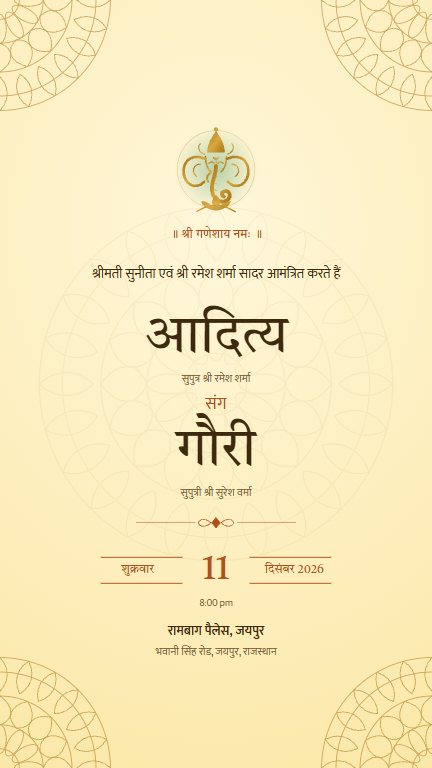 ॥ श्री गणेशाय नमः ॥
श्रीमती सुनीता एवं श्री रमेश शर्मा सादर आमंत्रित करते हैं
आदित्य
सुपुत्र श्री रमेश शर्मा
संग
गौरी
सुपुत्री श्री सुरेश वर्मा
शुक्रवार 11 दिसंबर 2026
8:00 pm
रामबाग पैलेस, जयपुर
भवानी सिंह रोड, जयपुर, राजस्थान